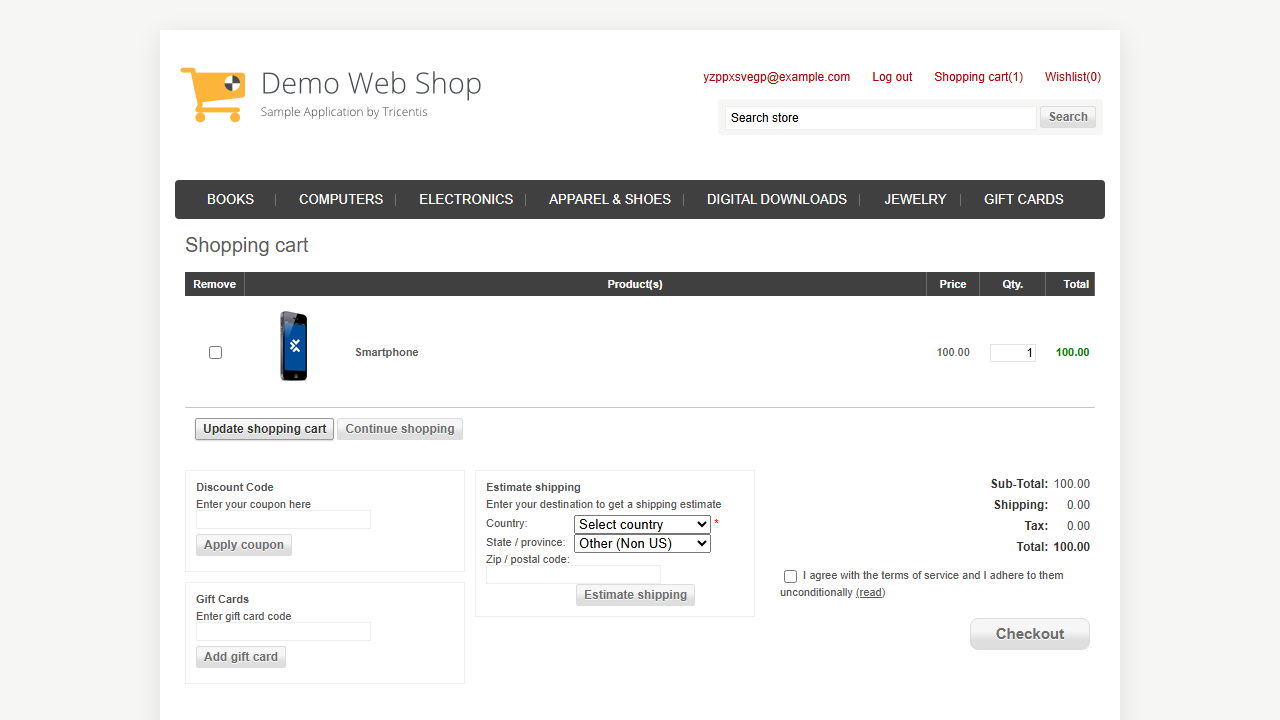 Demo Web Shop
Sample Application by Tricentis
yzppxsvegp@example.com Log out Shopping cart(1) Wishlist(0)
Search store Search
BOOKS COMPUTERS ELECTRONICS APPAREL & SHOES DIGITAL DOWNLOADS JEWELRY GIFT CARDS
Shopping cart
Remove Product(s) Price Qty. Total
Smartphone 100.00 1 100.00
Update shopping cart Continue shopping
Discount Code
Enter your coupon here
Apply coupon
Gift Cards
Enter gift card code
Add gift card
Estimate shipping
Enter your destination to get a shipping estimate
Country: Select country *
State / province: Other (Non US)
Zip / postal code:
Estimate shipping
Sub-Total: 100.00
Shipping: 0.00
Tax: 0.00
Total: 100.00
I agree with the terms of service and I adhere to them
unconditionally (read)
Checkout